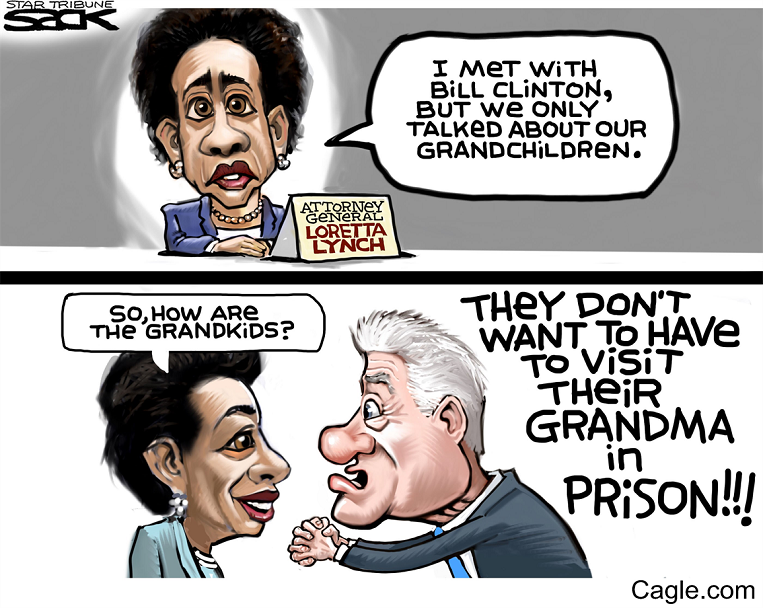 STAR TRIBUNE
SACK
I MET WITH
BILL CLINTON,
BUT WE ONLY
TALKED ABOUT OUR
GRANDCHILDREN.
ATTORNEY
GENERAL
LORETTA
LYNCH
SO, HOW ARE
THE GRANDKIDS?
THEY DON'T
WANT TO HAVE
TO VISIT
THEIR
GRANDMA
in
PRISON!!!
Cagle.com